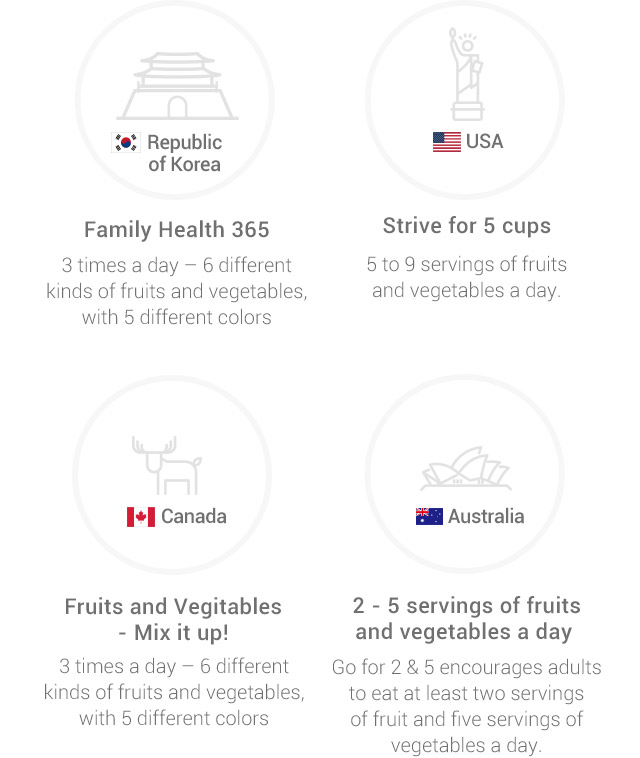 Republic
of Korea
Family Health 365
3 times a day – 6 different
kinds of fruits and vegetables,
with 5 different colors
USA
Strive for 5 cups
5 to 9 servings of fruits
and vegetables a day.
Canada
Fruits and Vegitables
- Mix it up!
3 times a day – 6 different
kinds of fruits and vegetables,
with 5 different colors
Australia
2 - 5 servings of fruits
and vegetables a day
Go for 2 & 5 encourages adults
to eat at least two servings
of fruit and five servings of
vegetables a day.